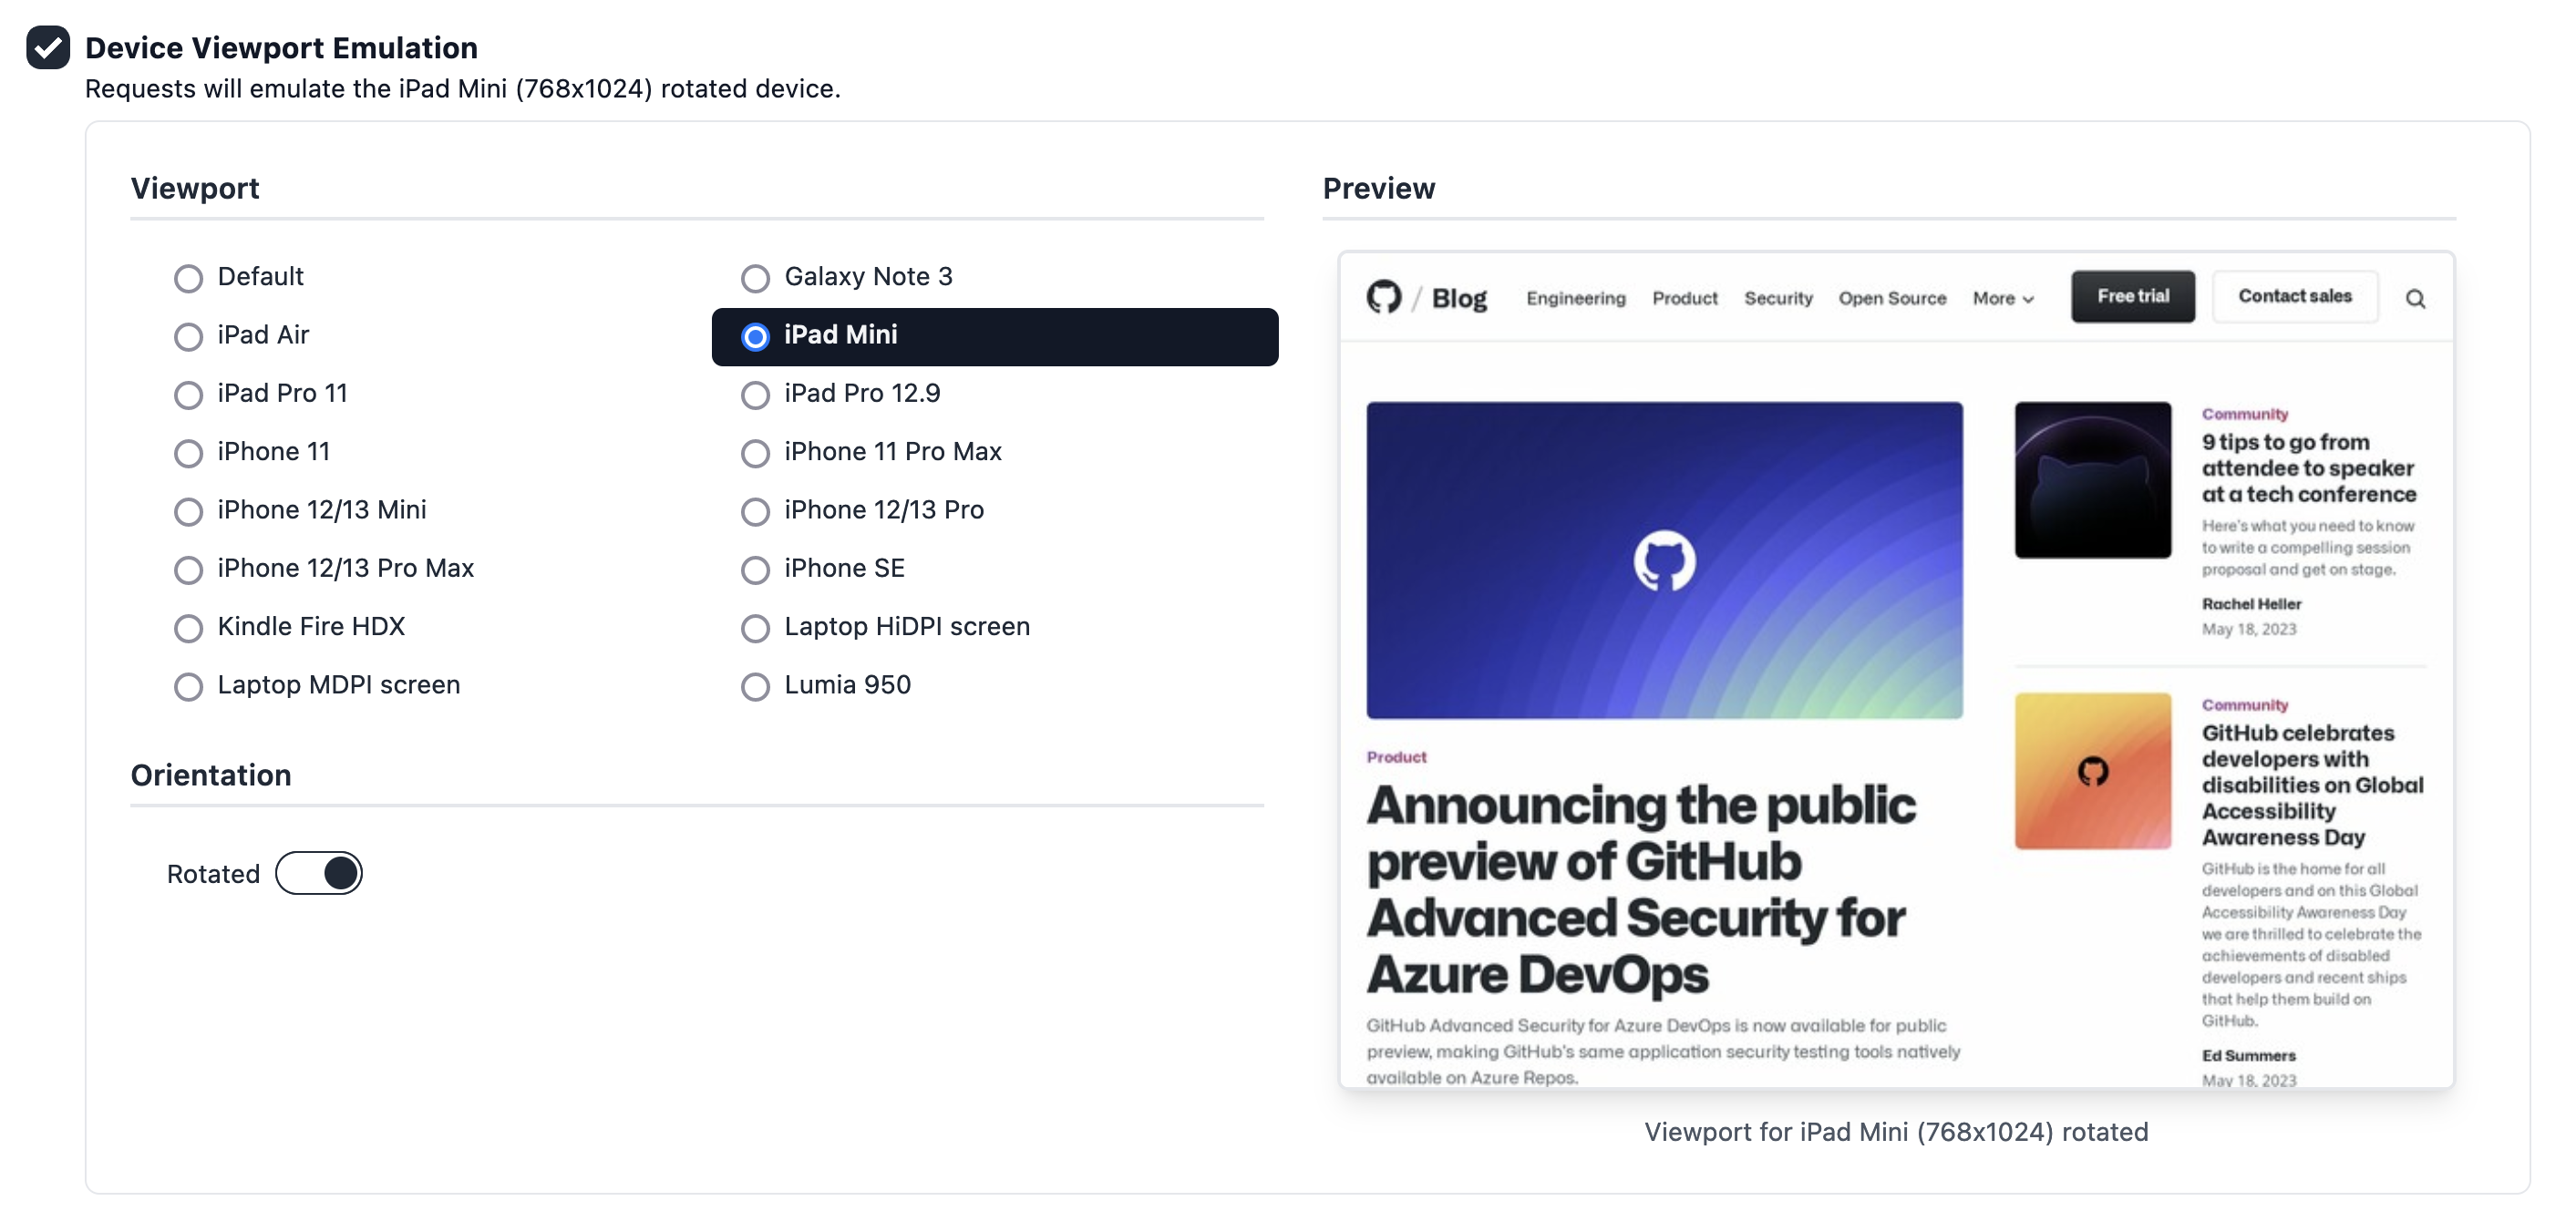 Device Viewport Emulation
Requests will emulate the iPad Mini (768x1024) rotated device.
Viewport
Default
Galaxy Note 3
iPad Air
iPad Mini
iPad Pro 11
iPad Pro 12.9
iPhone 11
iPhone 11 Pro Max
iPhone 12/13 Mini
iPhone 12/13 Pro
iPhone 12/13 Pro Max
iPhone SE
Kindle Fire HDX
Laptop HiDPI screen
Laptop MDPI screen
Lumia 950
Orientation
Rotated
Preview
/ Blog
Engineering
Product
Security
Open Source
More
Free trial
Contact sales
Product
Announcing the public
preview of GitHub
Advanced Security for
Azure DevOps
GitHub Advanced Security for Azure DevOps is now available for public
preview, making GitHub's same application security testing tools natively
available on Azure Repos.
Community
9 tips to go from
attendee to speaker
at a tech conference
Here's what you need to know
to write a compelling session
proposal and get on stage.
Rachel Heller
May 18, 2023
Community
GitHub celebrates
developers with
disabilities on Global
Accessibility
Awareness Day
GitHub is the home for all
developers and on this Global
Accessibility Awareness Day
we are thrilled to celebrate the
achievements of disabled
developers and recent ships
that help them build on
GitHub.
Ed Summers
May 18, 2023
Viewport for iPad Mini (768x1024) rotated